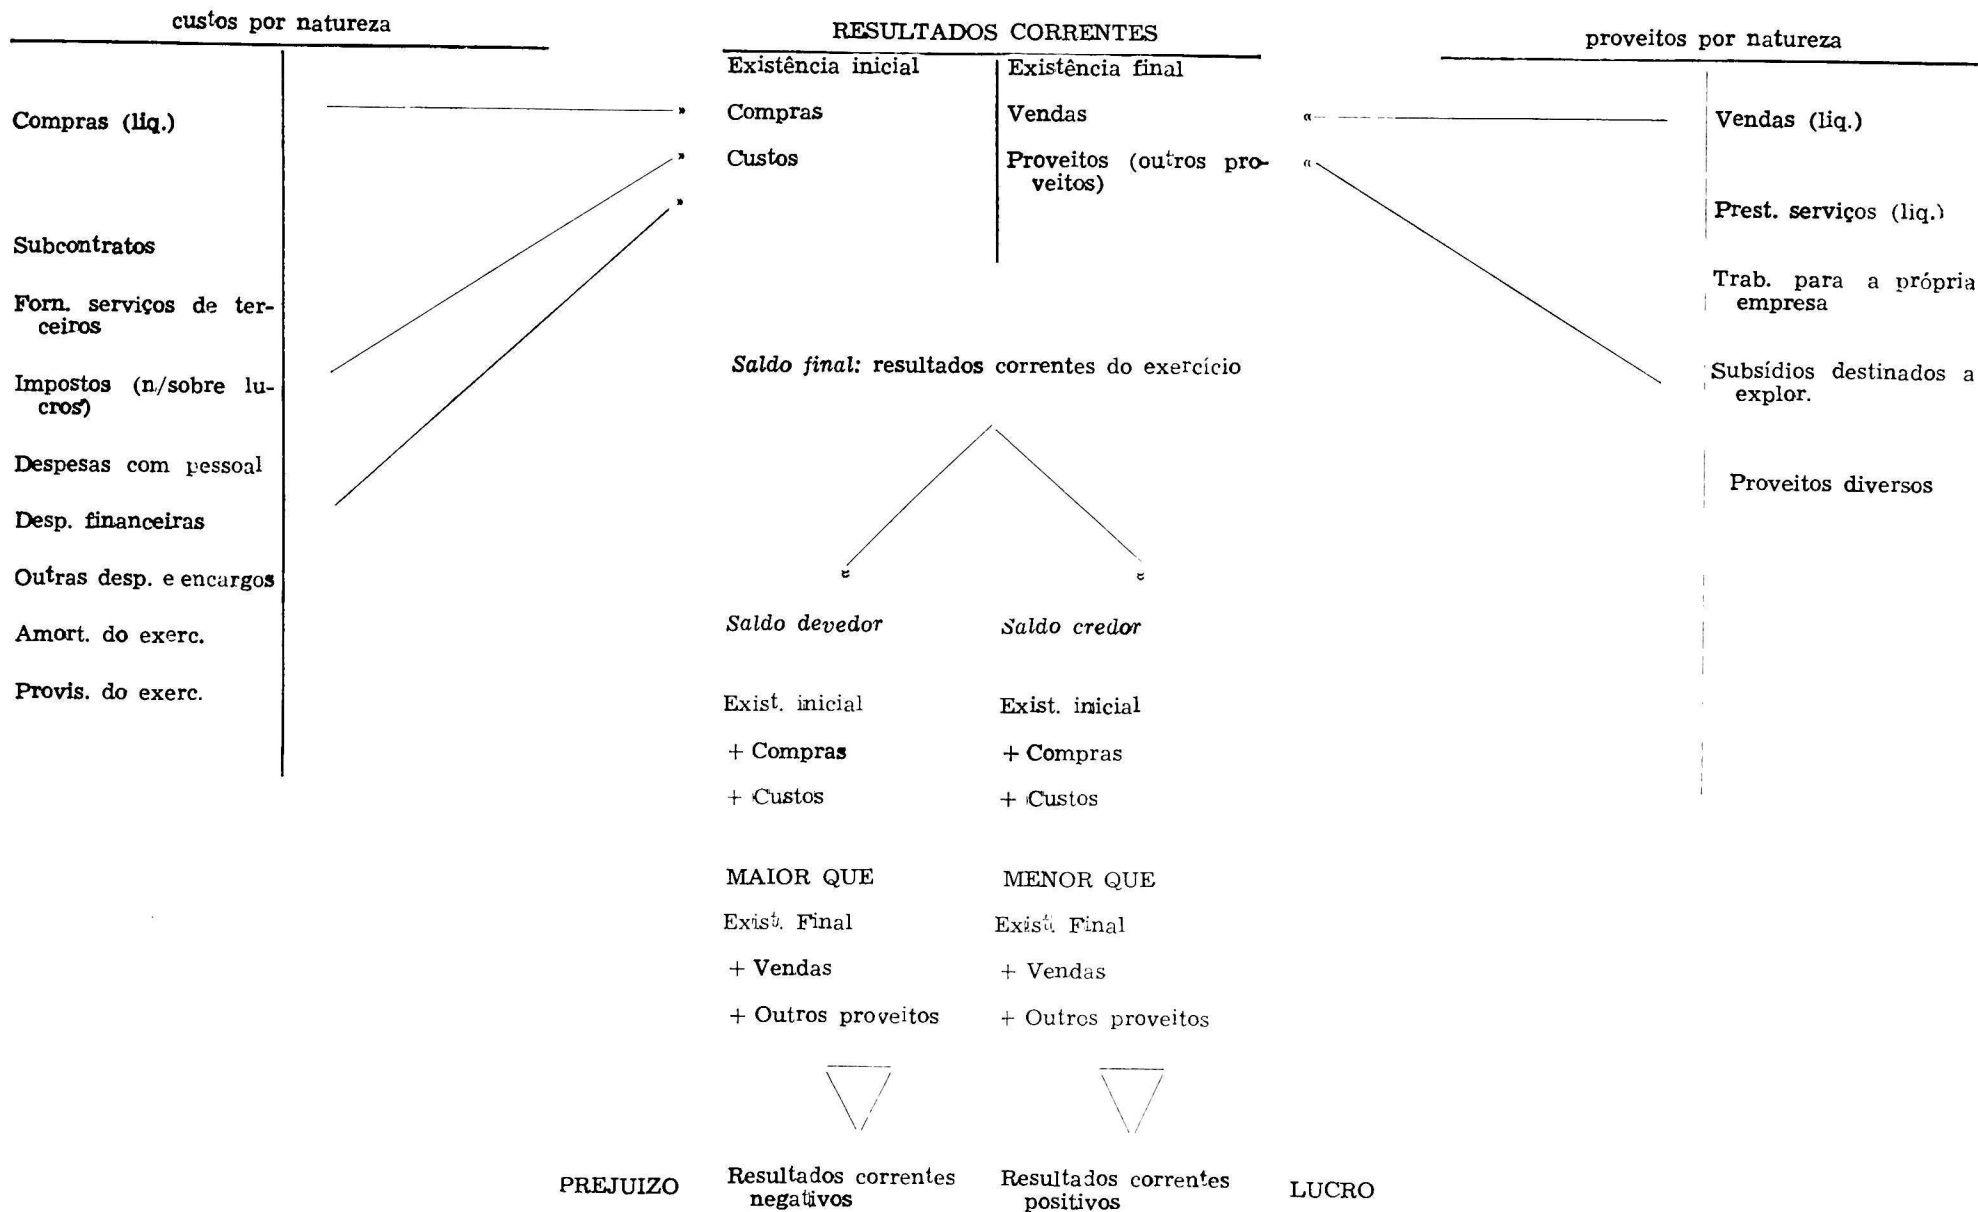 custos por natureza
Compras (liq.)
Subcontratos
Forn. serviços de ter-
ceiros
Impostos (n/sobre lu-
cros)
Despesas com pessoal
Desp. financeiras
Outras desp. e encargos
Amort. do exerc.
Provis. do exerc.
RESULTADOS CORRENTES
Existência inicial
Compras
Custos
Existência final
Vendas
Proveitos (outros pro-
veitos)
Saldo final: resultados correntes do exercício
Saldo devedor
Exist. inicial
+ Compras
+ Custos
MAIOR QUE
Exist. Final
+ Vendas
+ Outros proveitos
PREJUIZO
Resultados correntes
negativos
Saldo credor
Exist. inicial
+ Compras
+ Custos
MENOR QUE
Exist. Final
+ Vendas
+ Outros proveitos
Resultados correntes
positivos
LUCRO
proveitos por natureza
Vendas (liq.)
Prest. serviços (liq.)
Trab. para a própria
empresa
Subsídios destinados a
explor.
Proveitos diversos